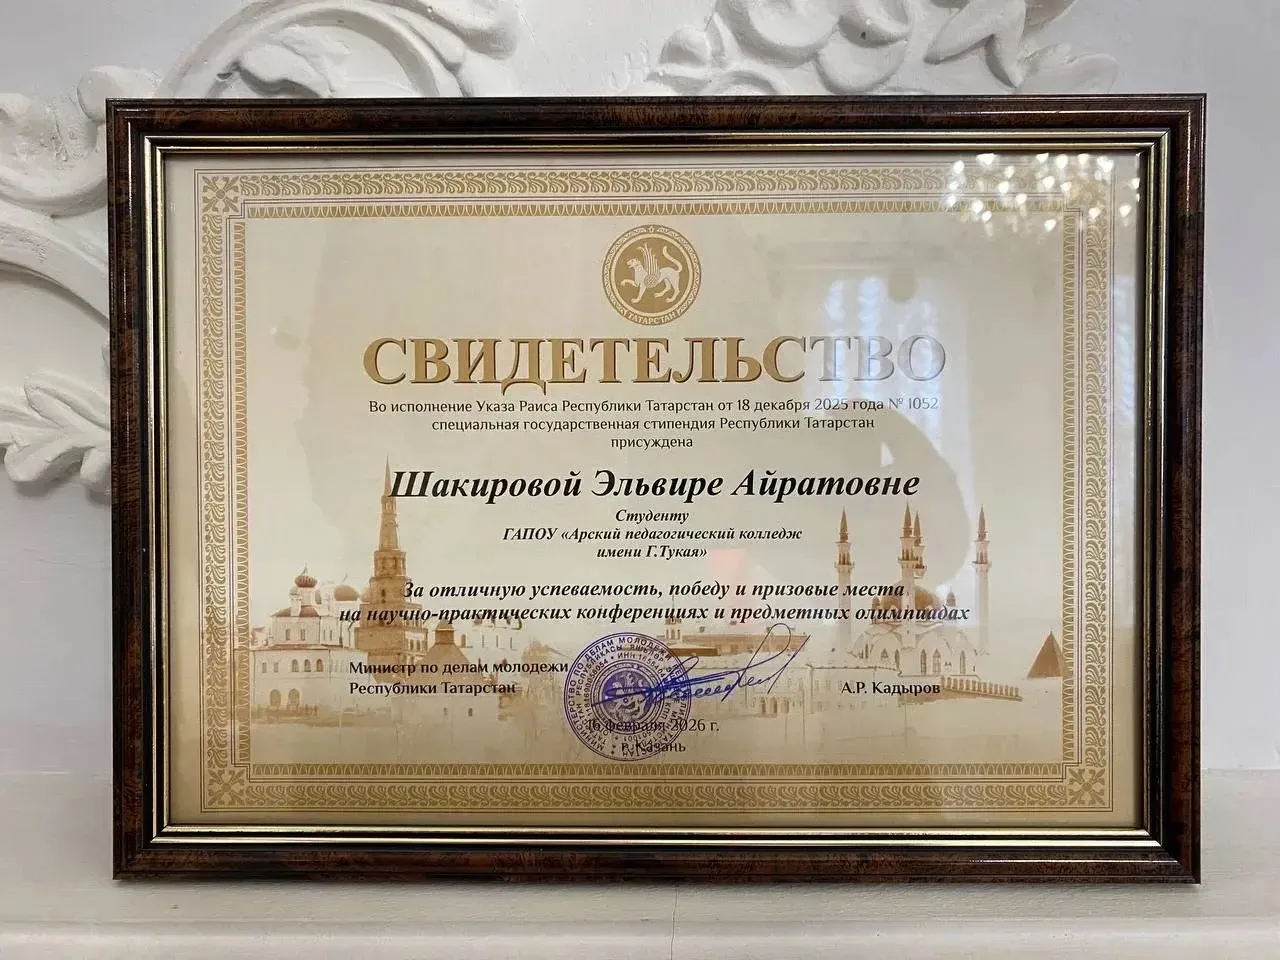 ТАТАРСТАН
СВИДЕТЕЛЬСТВО
Во исполнение Указа Раиса Республики Татарстан от 18 декабря 2025 года № 1052
специальная государственная стипендия Республики Татарстан
присуждена
Шакировой Эльвире Айратовне
Студенту
ГАПОУ «Арский педагогический колледж
имени Г.Тукая»
За отличную успеваемость, победу и призовые места
на научно-практических конференциях и предметных олимпиадах
Министр по делам молодежи
Республики Татарстан
А.Р. Кадыров
16 февраля 2026 г.
г. Казань